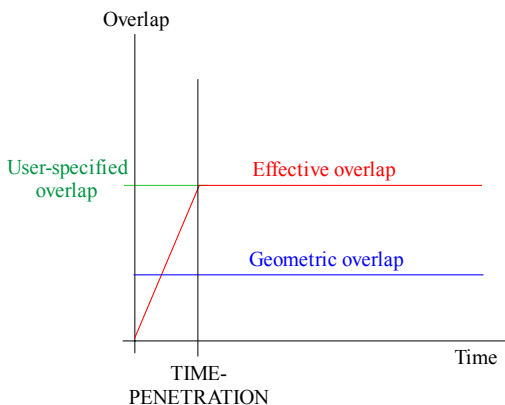 Overlap
User-specified
overlap
Effective overlap
Geometric overlap
Time
TIME-
PENETRATION